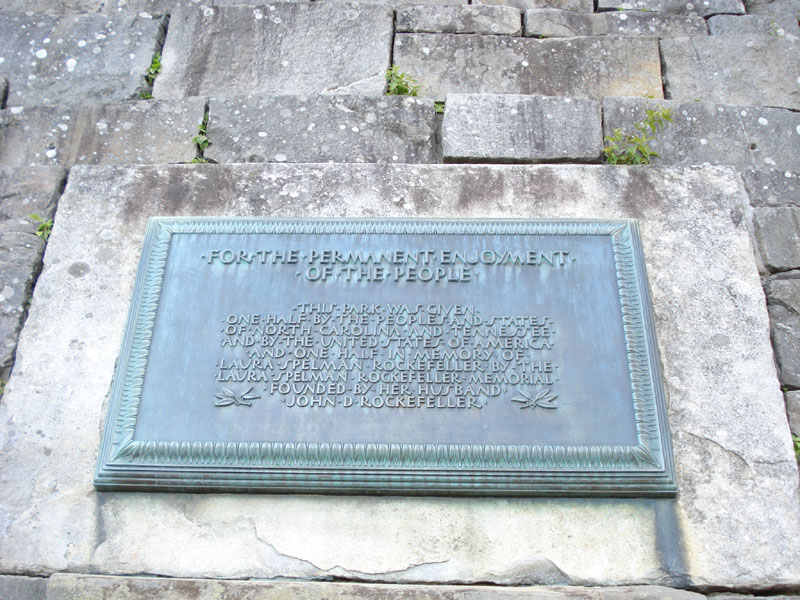 ·FOR·THE·PERMANENT·ENJOYMENT·
·OF·THE·PEOPLE·
·THIS·PARK·WAS·GIVEN·
·ONE·HALF·BY·THE·PEOPLES·AND·STATES·
·OF·NORTH·CAROLINA·AND·TENNESSEE·
·AND·BY·THE·UNITED·STATES·OF·AMERICA·
·AND·ONE·HALF·IN·MEMORY·OF·
·LAURA·SPELMAN·ROCKEFELLER·BY·THE·
·LAURA·SPELMAN·ROCKEFELLER·MEMORIAL·
·FOUNDED·BY·HER·HUSBAND·
·JOHN·D·ROCKEFELLER·